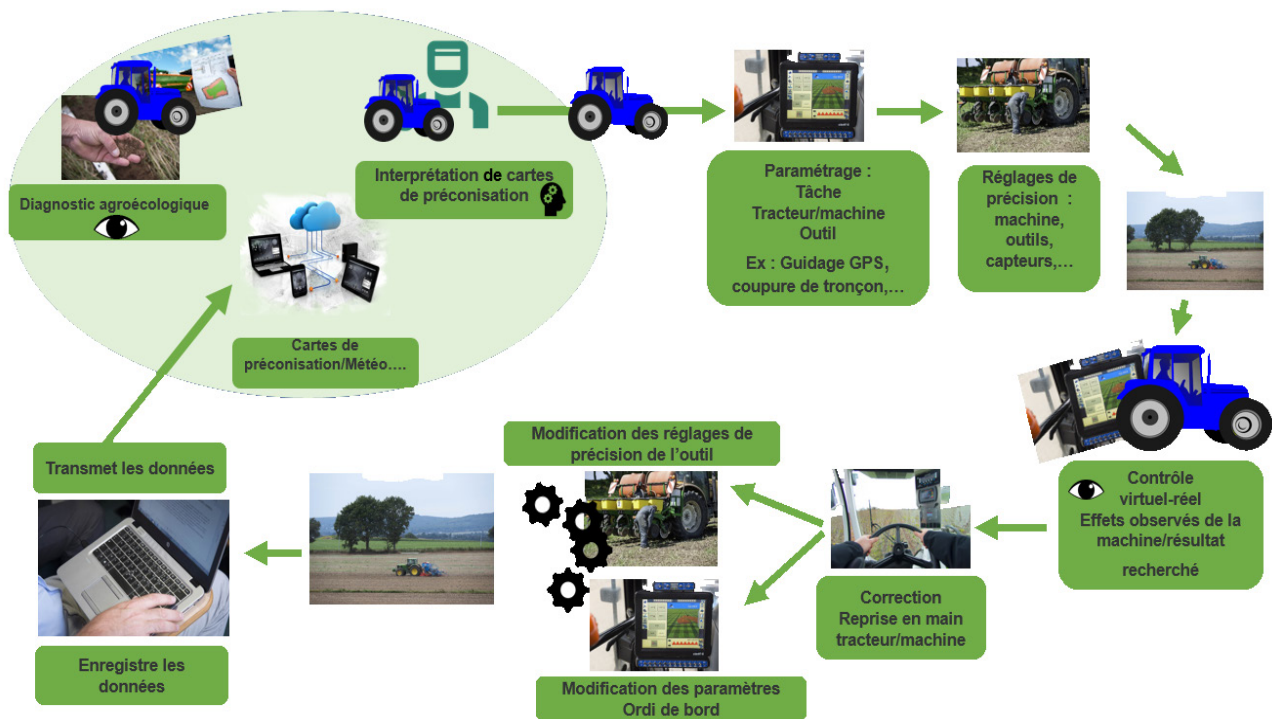 Diagnostic agroécologique
Interprétation de cartes
de préconisation
Cartes de
préconisation/Météo....
Paramétrage :
Tâche
Tracteur/machine
Outil
Ex : Guidage GPS,
coupure de tronçon,...
Réglages de
précision :
machine,
outils,
capteurs,...
Contrôle
virtuel-réel
Effets observés de la
machine/résultat
recherché
Correction
Reprise en main
tracteur/machine
Modification des réglages de
précision de l'outil
Modification des paramètres
Ordi de bord
Transmet les données
Enregistre les
données